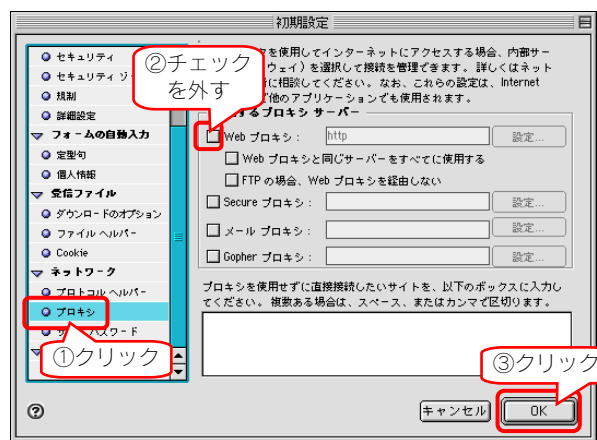 初期設定
セキュリティ
セキュリティ ゾ
規制
詳細設定
フォームの自動入力
定型句
個人情報
受信ファイル
ダウンロードのオプション
ファイル ヘルパー
Cookie
ネットワーク
プロトコル ヘルパー
プロキシ
パスワード
①クリック
②チェック
を外す
を使用してインターネットにアクセスする場合、内部サー
ウェイ）を選択して接続を管理できます。詳しくはネット
に相談してください。なお、これらの設定は、Internet
他のアプリケーションでも使用されます。
するプロキシ サーバー
Web プロキシ： http 設定...
Web プロキシと同じサーバーをすべてに使用する
FTP の場合、Web プロキシを経由しない
Secure プロキシ： 設定...
メール プロキシ： 設定...
Gopher プロキシ： 設定...
プロキシを使用せずに直接接続したいサイトを、以下のボックスに入力し
てください。複数ある場合は、スペース、またはカンマで区切ります。
③クリック
?
キャンセル
OK